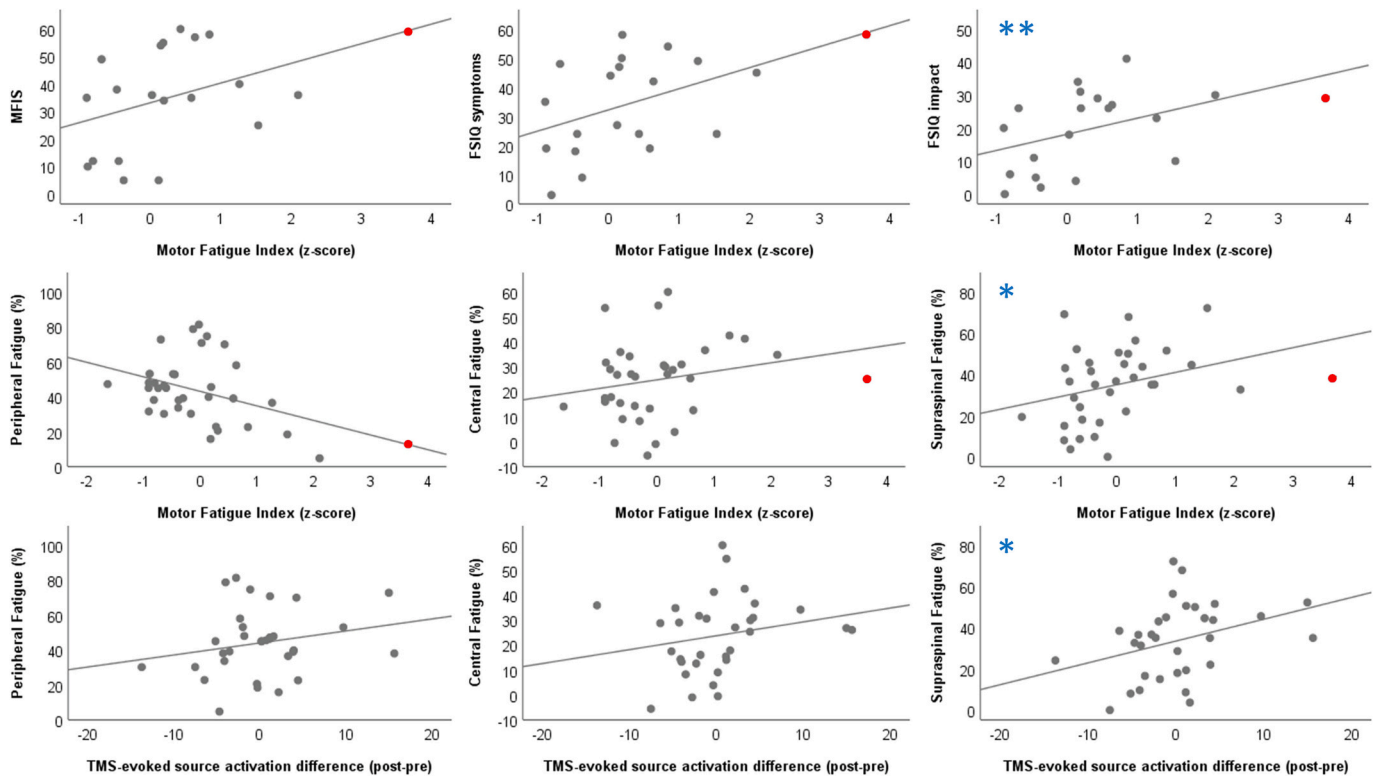 MFIS
60
50
40
30
20
10
0
-1 0 1 2 3 4
Motor Fatigue Index (z-score)
FSIQ symptoms
60
50
40
30
20
10
0
-1 0 1 2 3 4
Motor Fatigue Index (z-score)
FSIQ impact
**
50
40
30
20
10
0
-1 0 1 2 3 4
Motor Fatigue Index (z-score)
Peripheral Fatigue (%)
100
80
60
40
20
0
-2 -1 0 1 2 3 4
Motor Fatigue Index (z-score)
Central Fatigue (%)
60
50
40
30
20
10
0
-10
-2 -1 0 1 2 3 4
Motor Fatigue Index (z-score)
Supraspinal Fatigue (%)
*
80
60
40
20
0
-2 -1 0 1 2 3 4
Motor Fatigue Index (z-score)
Peripheral Fatigue (%)
100
80
60
40
20
0
-20 -10 0 10 20
TMS-evoked source activation difference (post-pre)
Central Fatigue (%)
60
50
40
30
20
10
0
-10
-20 -10 0 10 20
TMS-evoked source activation difference (post-pre)
Supraspinal Fatigue (%)
*
80
60
40
20
0
-20 -10 0 10 20
TMS-evoked source activation difference (post-pre)